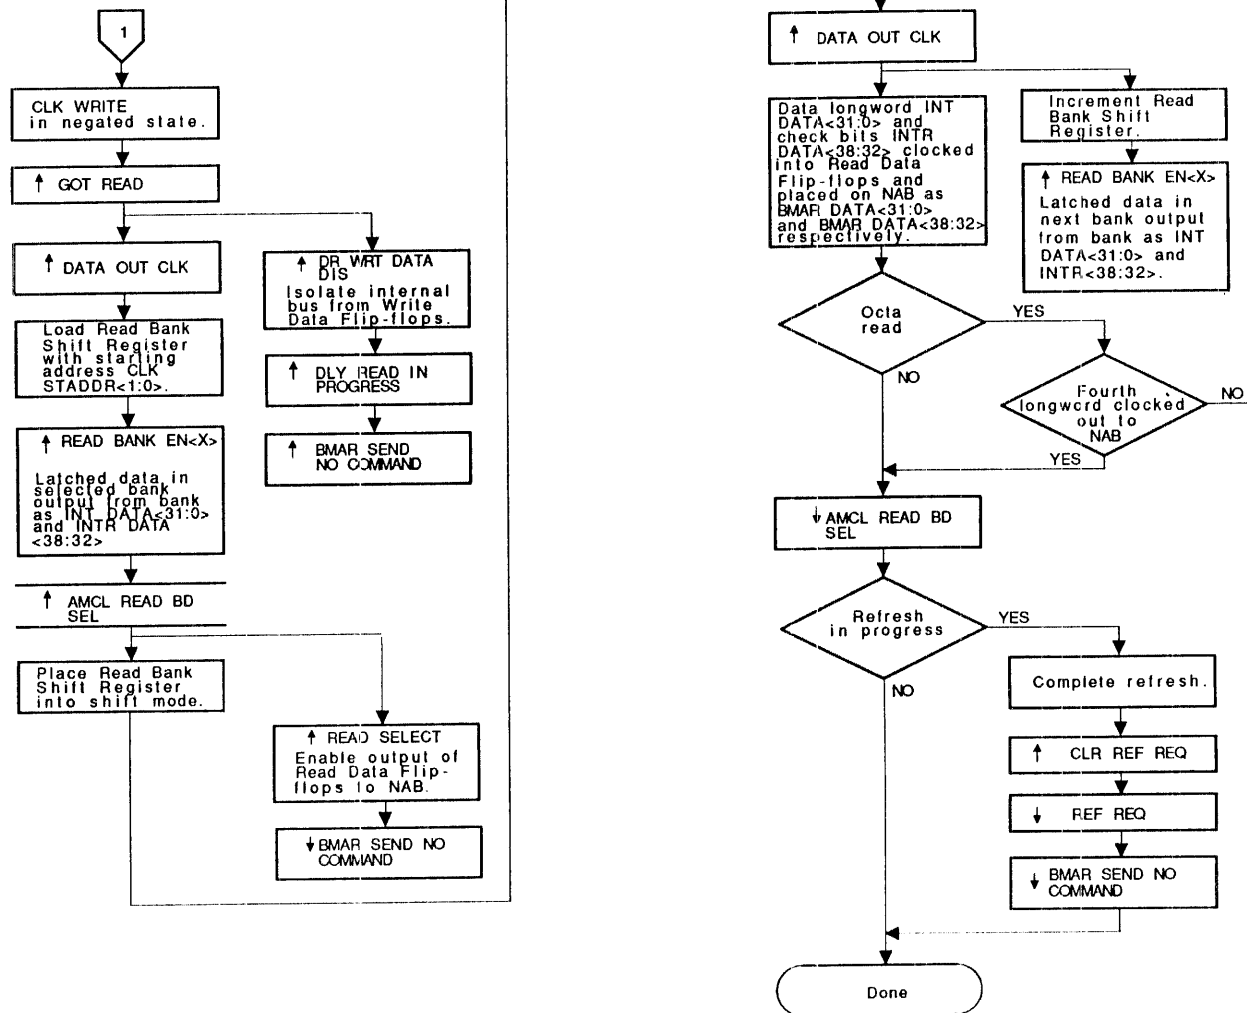 1
CLK WRITE
in negated state.
↑ GOT READ
↑ DATA OUT CLK
Load Read Bank
Shift Register
with starting
address CLK
STADDR<1:0>.
↑ READ BANK EN<X>
Latched data in
selected bank
output from bank
as INT DATA<31:0>
and INTR DATA
<38:32>
↑ AMCL READ BD
SEL
Place Read Bank
Shift Register
into shift mode.
↑ DR WRT DATA
DIS
Isolate internal
bus from Write
Data Flip-flops.
↑ DLY READ IN
PROGRESS
↑ BMAR SEND
NO COMMAND
↑ READ SELECT
Enable output of
Read Data Flip-
flops to NAB.
↓ BMAR SEND NO
COMMAND
↑ DATA OUT CLK
Data longword INT
DATA<31:0> and
check bits INTR
DATA<38:32> clocked
into Read Data
Flip-flops and
placed on NAB as
BMAR DATA<31:0>
and BMAR DATA<38:32>
respectively.
Increment Read
Bank Shift
Register.
↑ READ BANK EN<X>
Latched data in
next bank output
from bank as INT
DATA<31:0> and
INTR<38:32>.
Octa
read
YES
NO
Fourth
longword clocked
out to
NAB
NO
YES
↓ AMCL READ BD
SEL
Refresh
in progress
YES
NO
Complete refresh.
↑ CLR REF REQ
↓ REF REQ
↓ BMAR SEND NO
COMMAND
Done